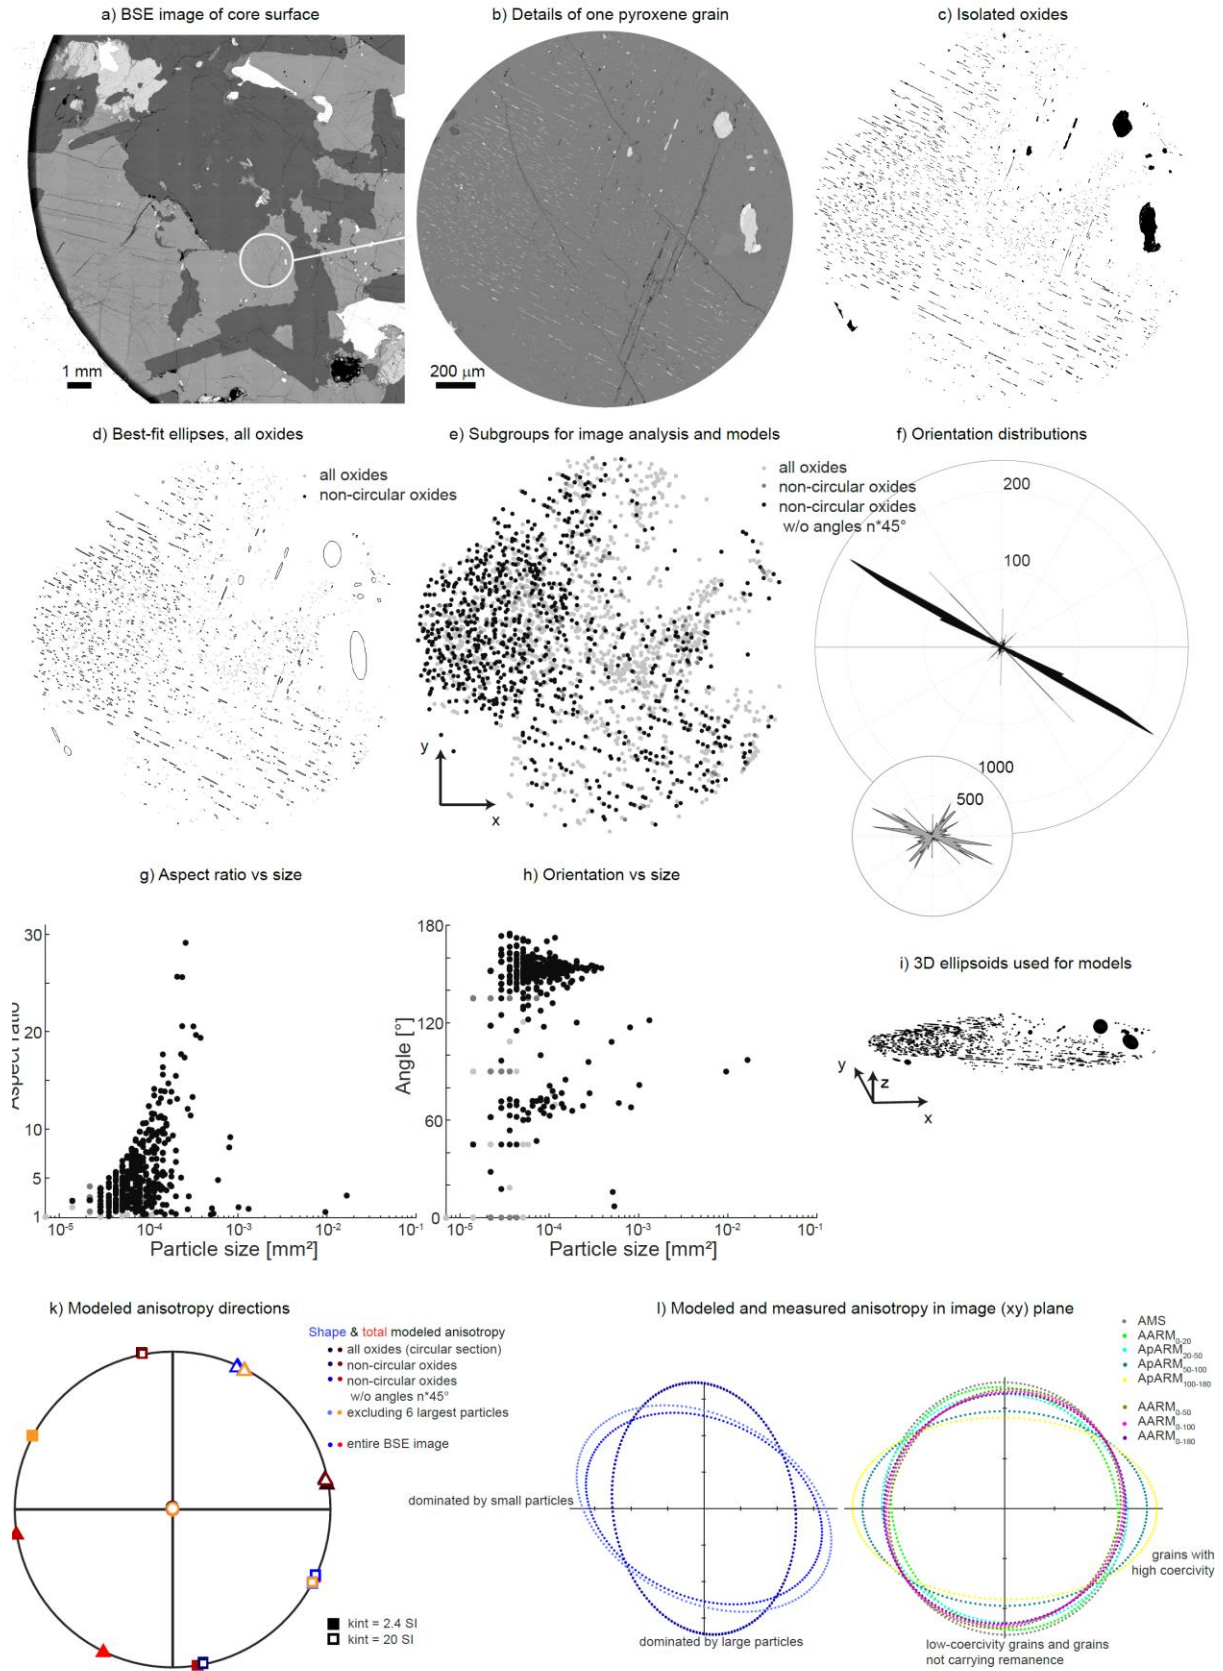 a) BSE image of core surface
b) Details of one pyroxene grain
c) Isolated oxides
1 mm
200 μm
d) Best-fit ellipses, all oxides
all oxides
non-circular oxides
e) Subgroups for image analysis and models
all oxides
non-circular oxides
non-circular oxides
w/o angles n*45°
y
x
f) Orientation distributions
200
100
1000
500
g) Aspect ratio vs size
30
20
10
5
1
Aspect ratio
10⁻⁵
10⁻⁴
10⁻³
10⁻²
10⁻¹
Particle size [mm²]
h) Orientation vs size
180
120
60
0
Angle [°]
10⁻⁵
10⁻⁴
10⁻³
10⁻²
10⁻¹
Particle size [mm²]
i) 3D ellipsoids used for models
y
z
x
k) Modeled anisotropy directions
Shape & total modeled anisotropy
all oxides (circular section)
non-circular oxides
non-circular oxides
w/o angles n*45°
excluding 6 largest particles
entire BSE image
kint = 2.4 SI
kint = 20 SI
l) Modeled and measured anisotropy in image (xy) plane
dominated by small particles
dominated by large particles
AMS
AARM₀₋₂₀
ApARM₂₀₋₅₀
ApARM₅₀₋₁₀₀
ApARM₁₀₀₋₁₈₀
AARM₀₋₅₀
AARM₀₋₁₀₀
AARM₀₋₁₈₀
grains with
high coercivity
low-coercivity grains and grains
not carrying remanence